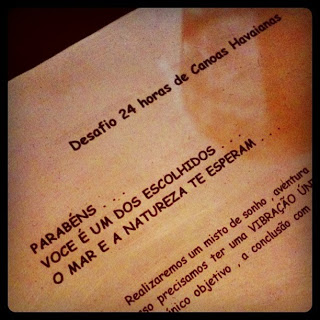 Desafio 24 horas de Canoas Havaianas
PARABÉNS . . .
VOCE É UM DOS ESCOLHIDOS . . . . .
O MAR E A NATUREZA TE ESPERAM . . . .
Realizaremos um misto de sonho , aventura
so precisamos ter uma VIBRAÇÃO
objetivo , a conclusão com